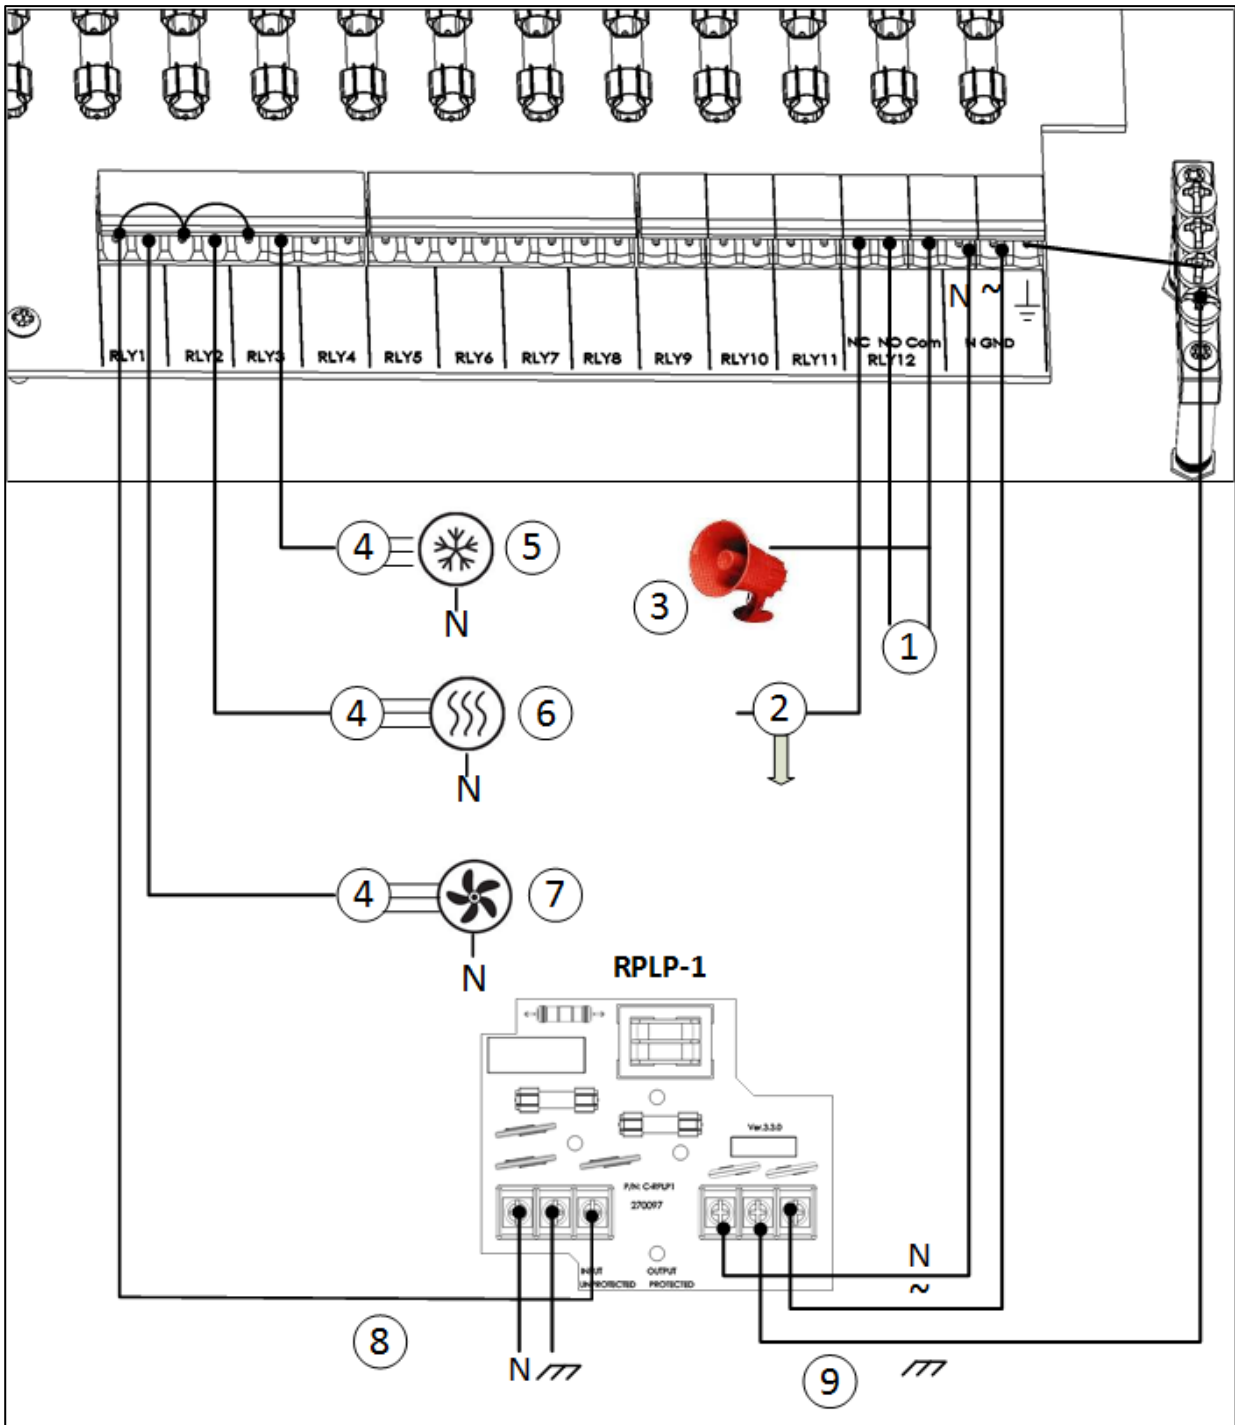 N ~
NC NO Com N GND
RLY1 RLY2 RLY3 RLY4 RLY5 RLY6 RLY7 RLY8 RLY9 RLY10 RLY11 RLY12
4 5
N
3
1
4 6
N
2
4 7
N
RPLP-1
Ver.3.3.0
P/N: C-RPLP1
270097
INPUT OUTPUT
UNPROTECTED PROTECTED
N
~
8
N
9